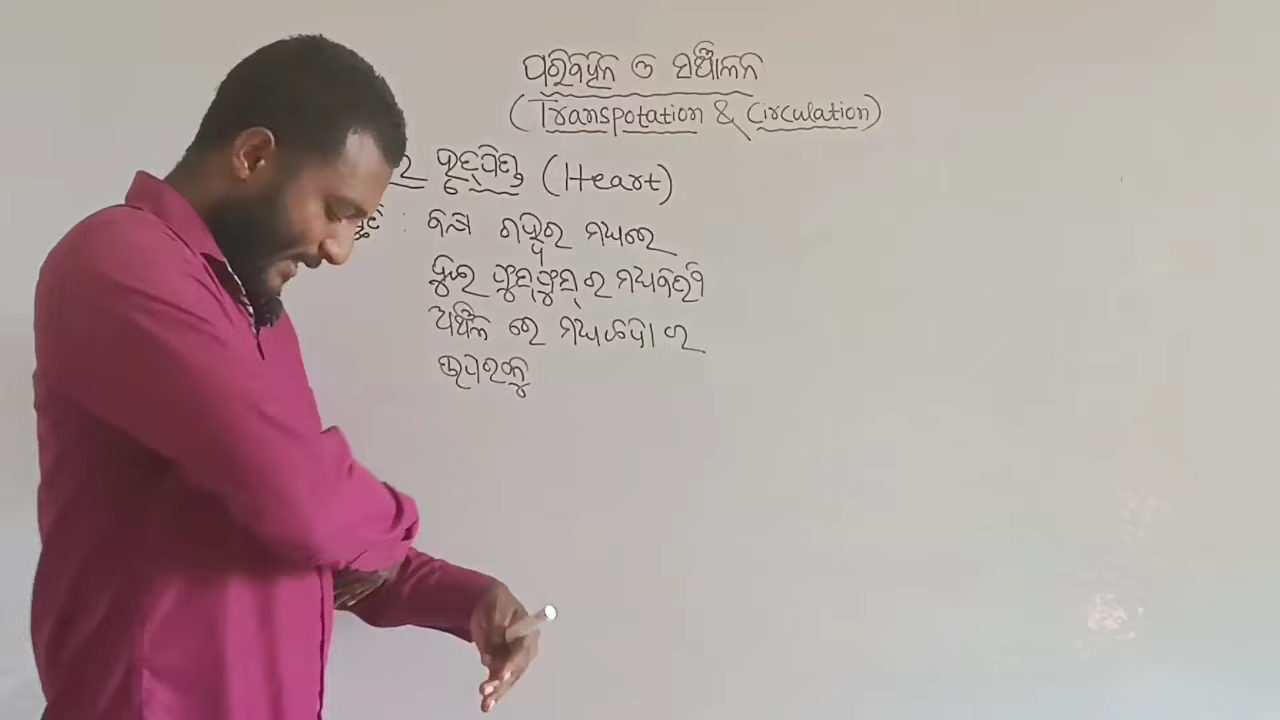 ପରିବହନ ଓ ସଞ୍ଚାଳନ
(Transpotation & Circulation)
ର ହୃତ୍‌ପିଣ୍ଡ (Heart)
: ବକ୍ଷ ଗହ୍ୱର ମଧ୍ୟରେ
ଦୁଇ ଫୁସ୍‌ଫୁସ୍‌ ର ମଧ୍ୟବର୍ତ୍ତୀ
ଅଞ୍ଚଳ ରେ ମଧ୍ୟଚ୍ଛଦା ର
ଉପରକୁ